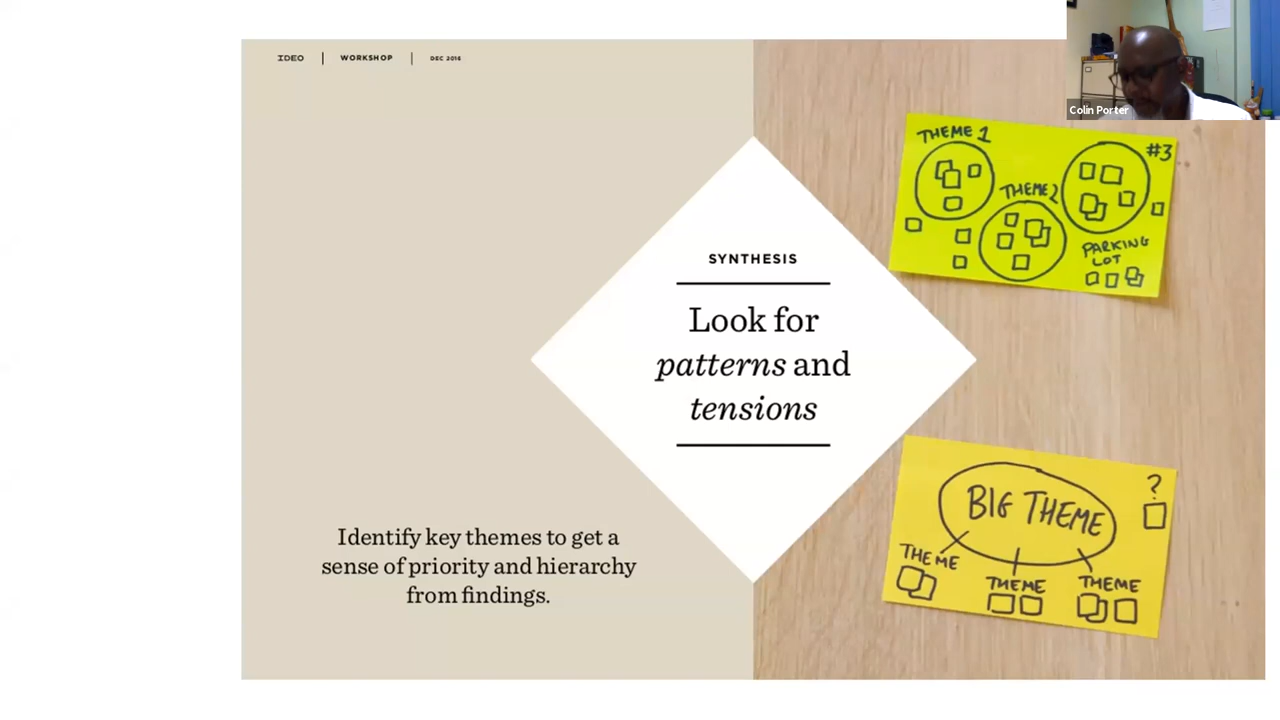 IDEO | WORKSHOP | DEC 2016
Colin Porter
THEME 1
#3
THEME 2
PARKING
LOT
SYNTHESIS
Look for
patterns and
tensions
Identify key themes to get a
sense of priority and hierarchy
from findings.
?
BIG THEME
THEME
THEME
THEME